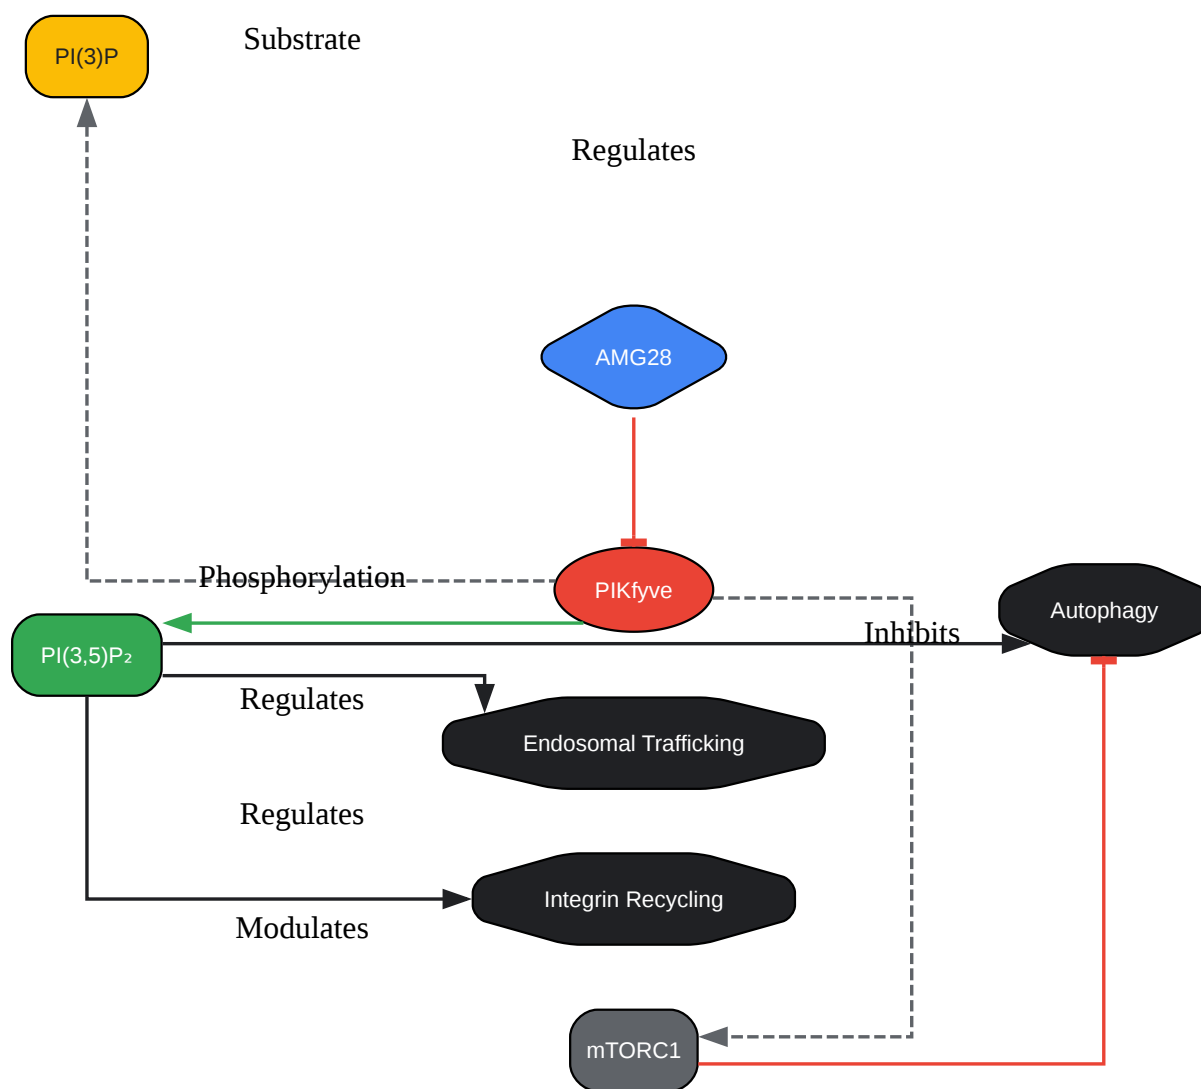 PI(3)P
Substrate
Regulates
AMG28
Phosphorylation
PIKfyve
Autophagy
Inhibits
PI(3,5)P₂
Regulates
Endosomal Trafficking
Regulates
Integrin Recycling
Modulates
mTORC1